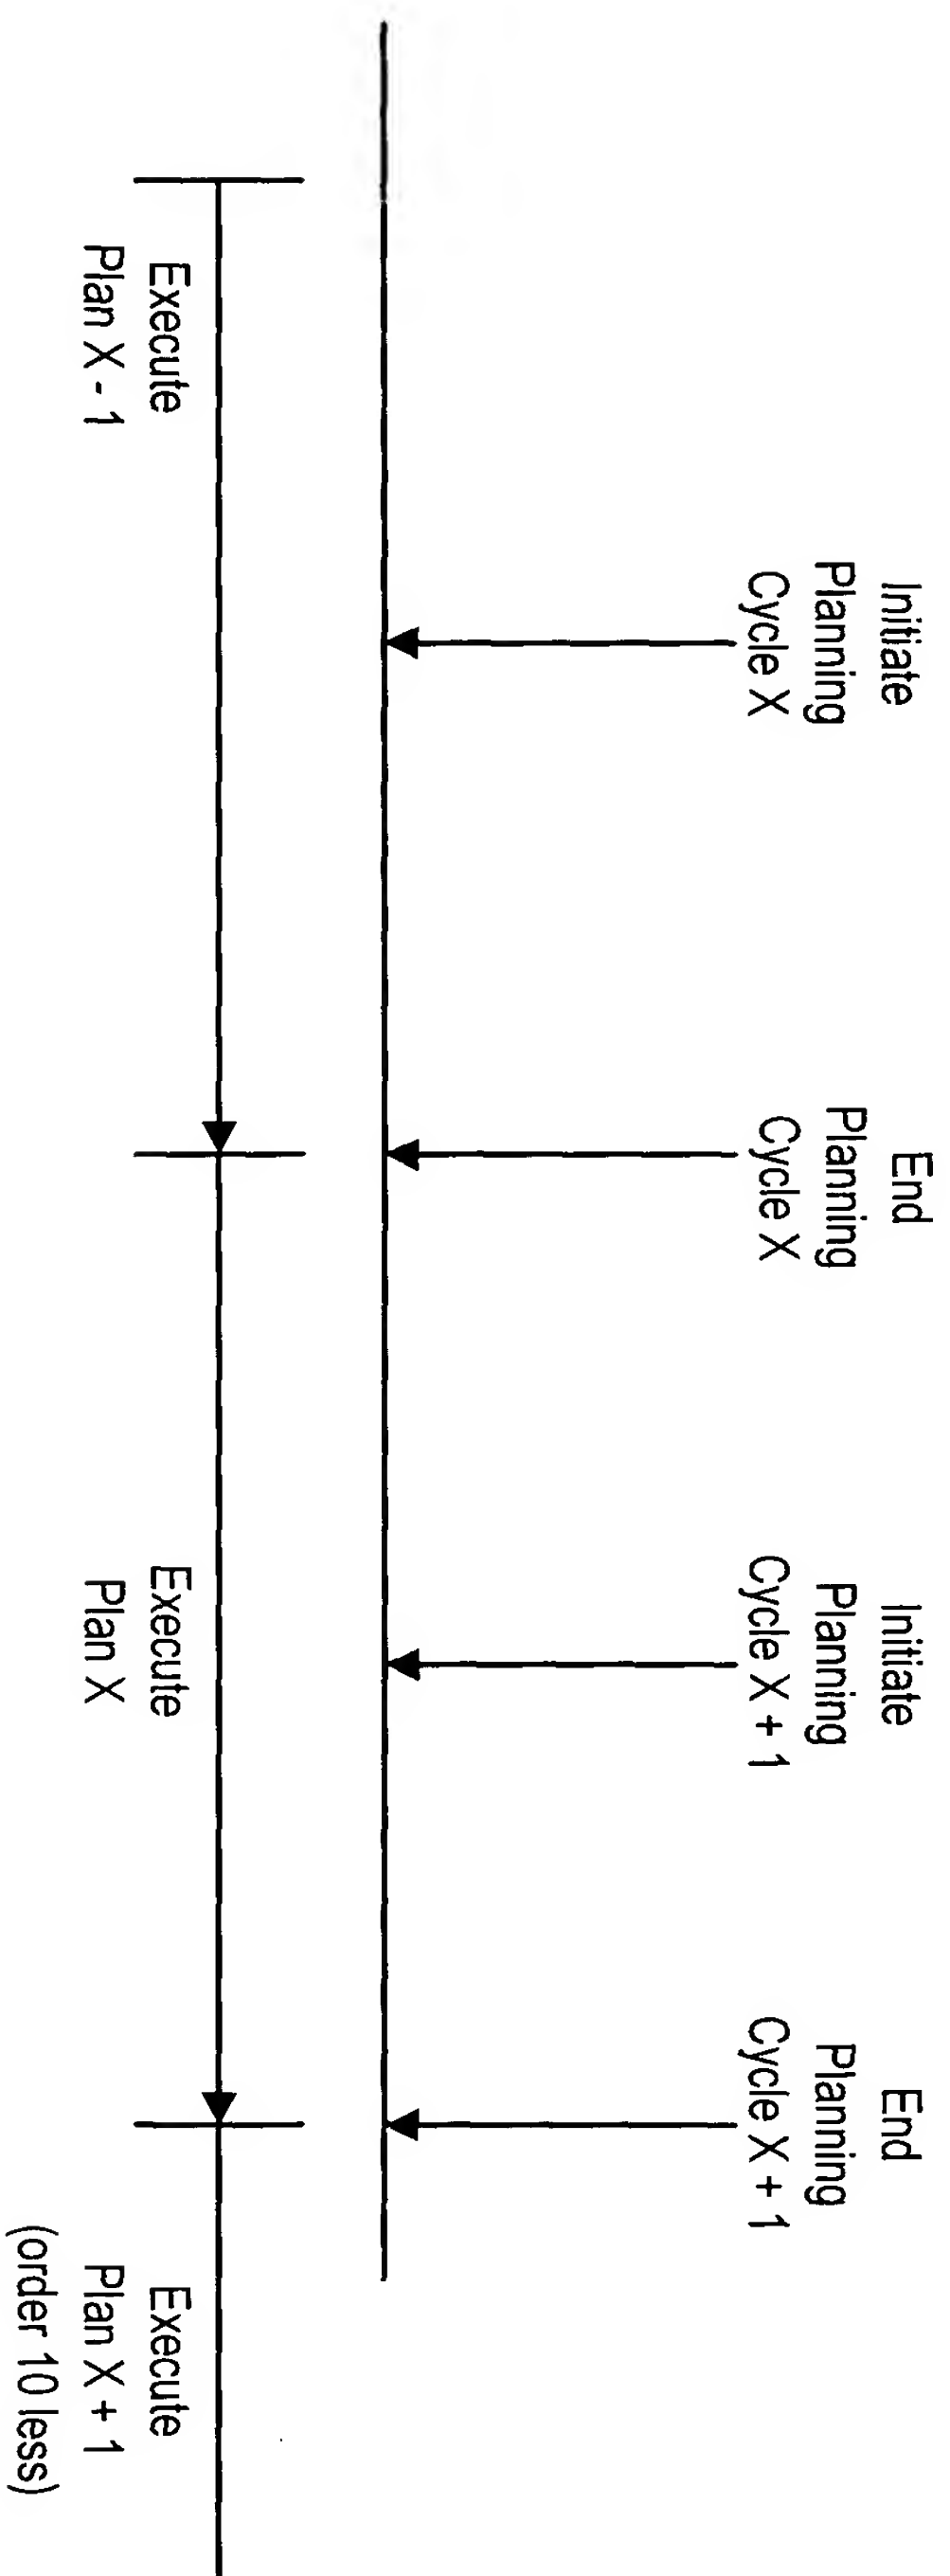 Initiate
Planning
Cycle X
End
Planning
Cycle X
Initiate
Planning
Cycle X + 1
End
Planning
Cycle X + 1
Execute
Plan X - 1
Execute
Plan X
Execute
Plan X + 1
(order 10 less)